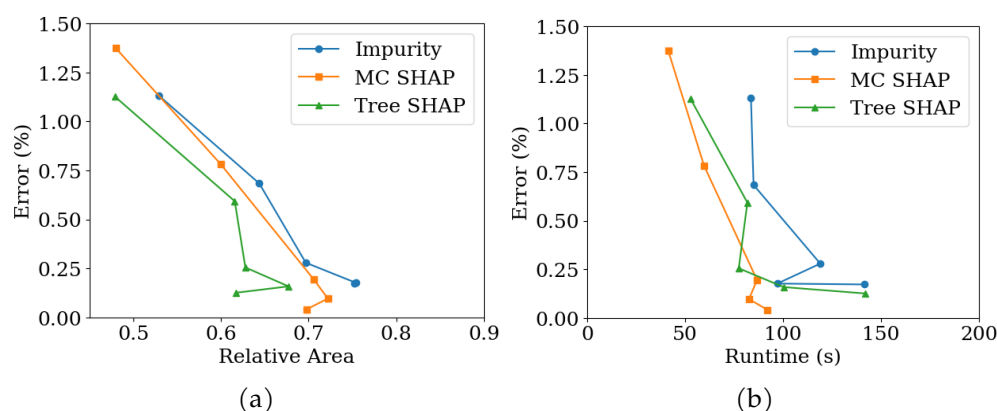 1.50
1.25
1.00
0.75
0.50
0.25
0.00
Error (%)
0.5 0.6 0.7 0.8 0.9
Relative Area
Impurity
MC SHAP
Tree SHAP
(a)
1.50
1.25
1.00
0.75
0.50
0.25
0.00
Error (%)
0 50 100 150 200
Runtime (s)
Impurity
MC SHAP
Tree SHAP
(b)